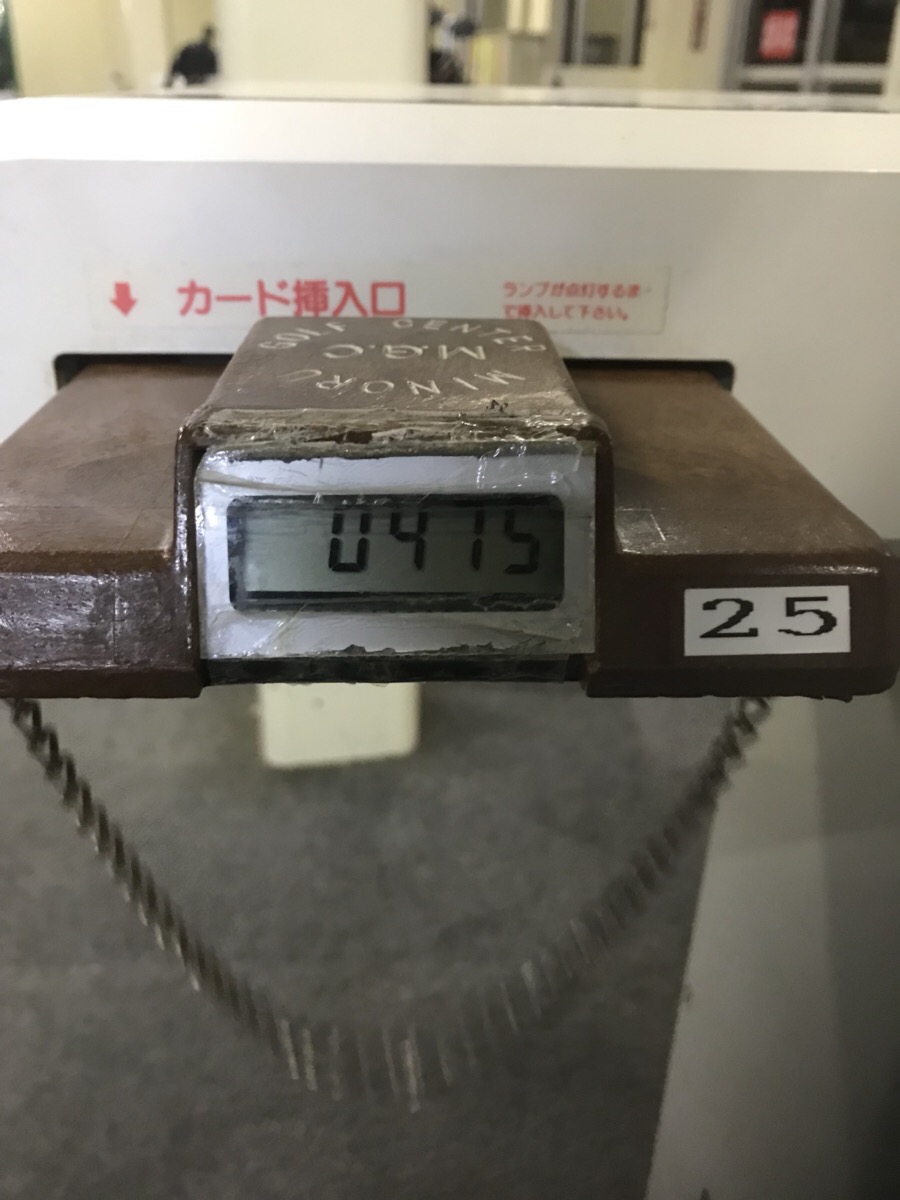 カード挿入口
ランプが点灯するま
で挿入して下さい。
GOLF CENTER
M.G.C
MINORU
0415
25